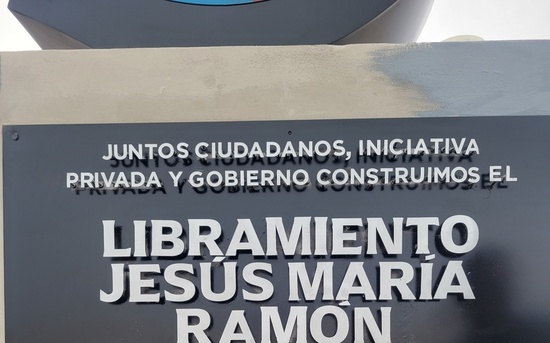 JUNTOS CIUDADANOS, INICIATIVA
PRIVADA Y GOBIERNO CONSTRUIMOS EL
LIBRAMIENTO
JESÚS MARÍA
RAMÓN